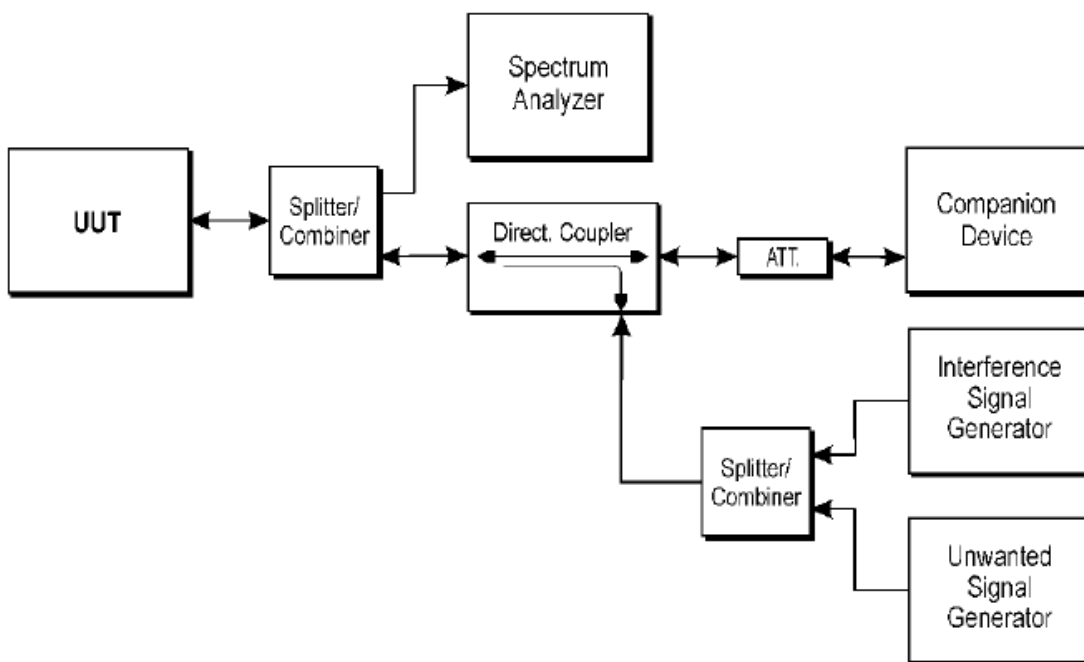 Spectrum
Analyzer
UUT
Splitter/
Combiner
Direct. Coupler
ATT.
Companion
Device
Interference
Signal
Generator
Splitter/
Combiner
Unwanted
Signal
Generator